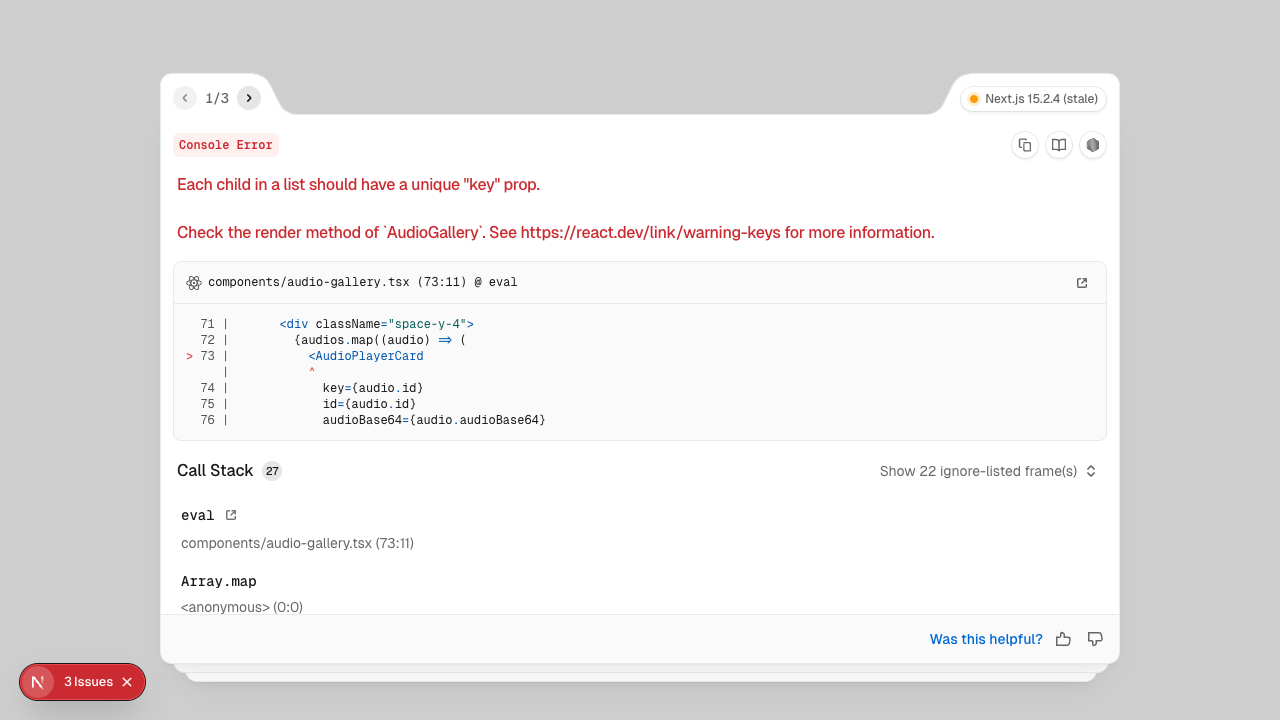 1/3
Next.js 15.2.4 (stale)
Console Error
Each child in a list should have a unique "key" prop.
Check the render method of `AudioGallery`. See https://react.dev/link/warning-keys for more information.
components/audio-gallery.tsx (73:11) @ eval
71 | <div className="space-y-4">
72 | {audios.map((audio) => (
> 73 | <AudioPlayerCard
| ^
74 | key={audio.id}
75 | id={audio.id}
76 | audioBase64={audio.audioBase64}
Call Stack 27
Show 22 ignore-listed frame(s)
eval
components/audio-gallery.tsx (73:11)
Array.map
<anonymous> (0:0)
Was this helpful?
N 3 Issues